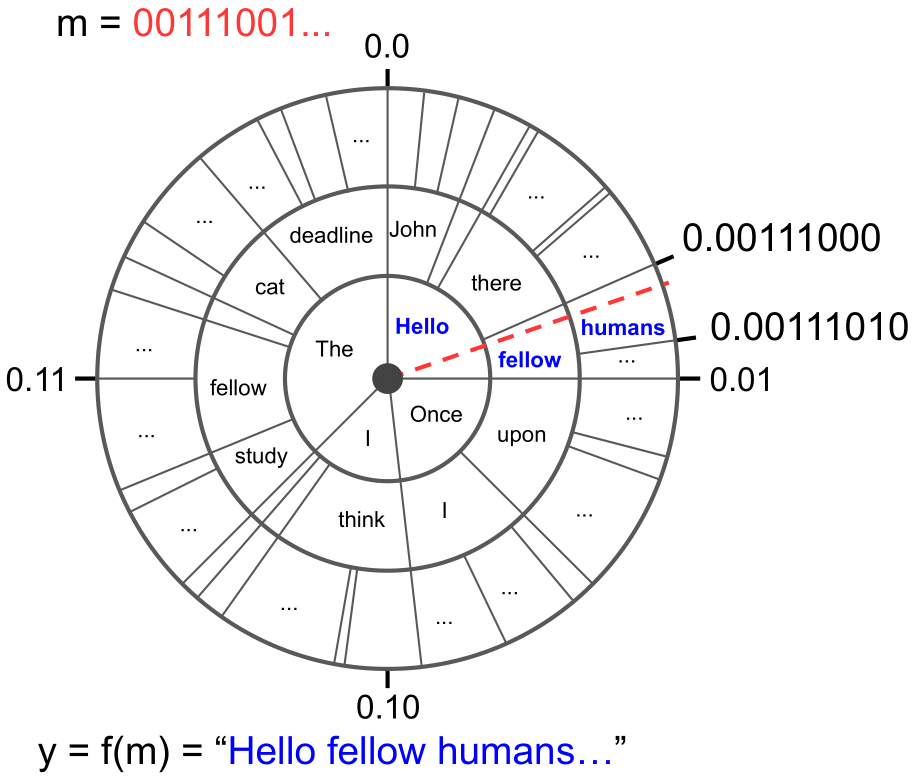 m = 00111001...
0.0
...
...
...
...
deadline
John
0.00111000
...
there
cat
Hello
humans
0.00111010
The
fellow
...
...
0.11
fellow
0.01
Once
...
...
I
upon
study
I
think
...
...
...
...
...
0.10
y = f(m) = “Hello fellow humans…”